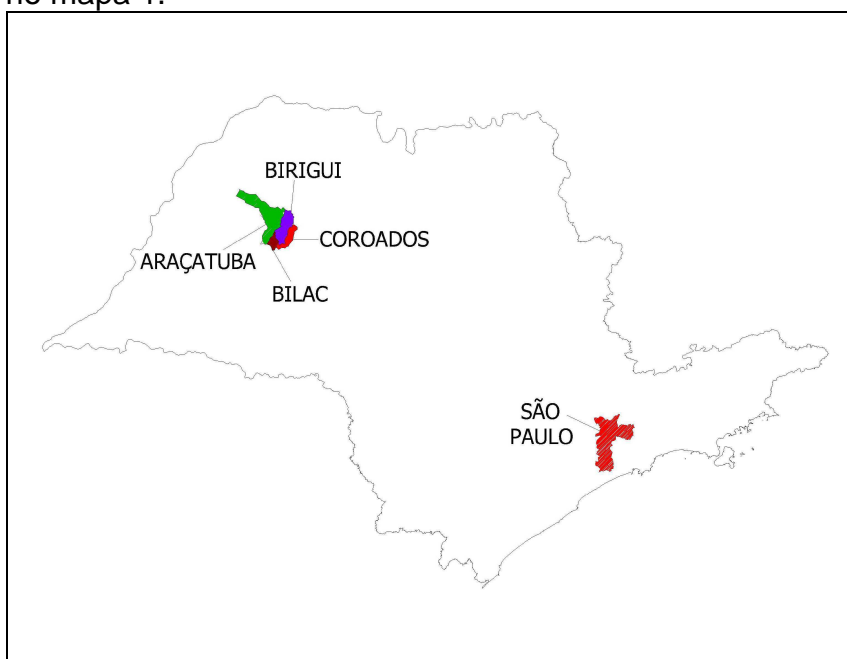 no mapa 1.
BIRIGUI
COROADOS
ARAÇATUBA
BILAC
SÃO
PAULO